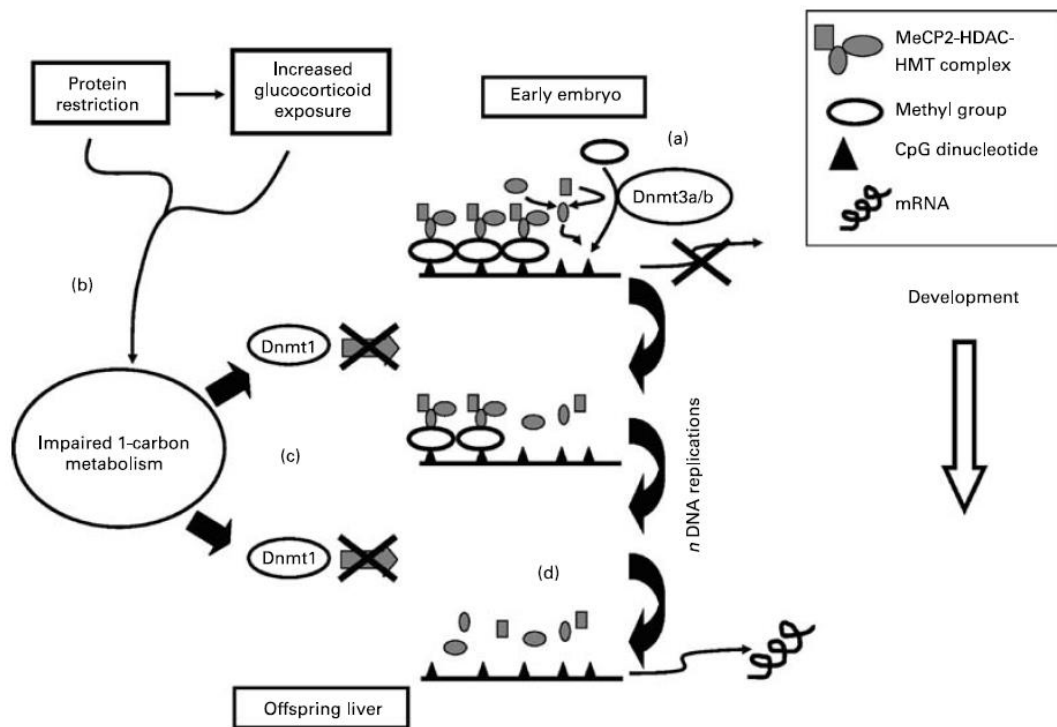 Protein
restriction
Increased
glucocorticoid
exposure
Early embryo
(a)
Dnmt3a/b
MeCP2-HDAC-
HMT complex
Methyl group
CpG dinucleotide
mRNA
Development
(b)
Dnmt1
Impaired 1-carbon
metabolism
(c)
n DNA replications
Dnmt1
(d)
Offspring liver